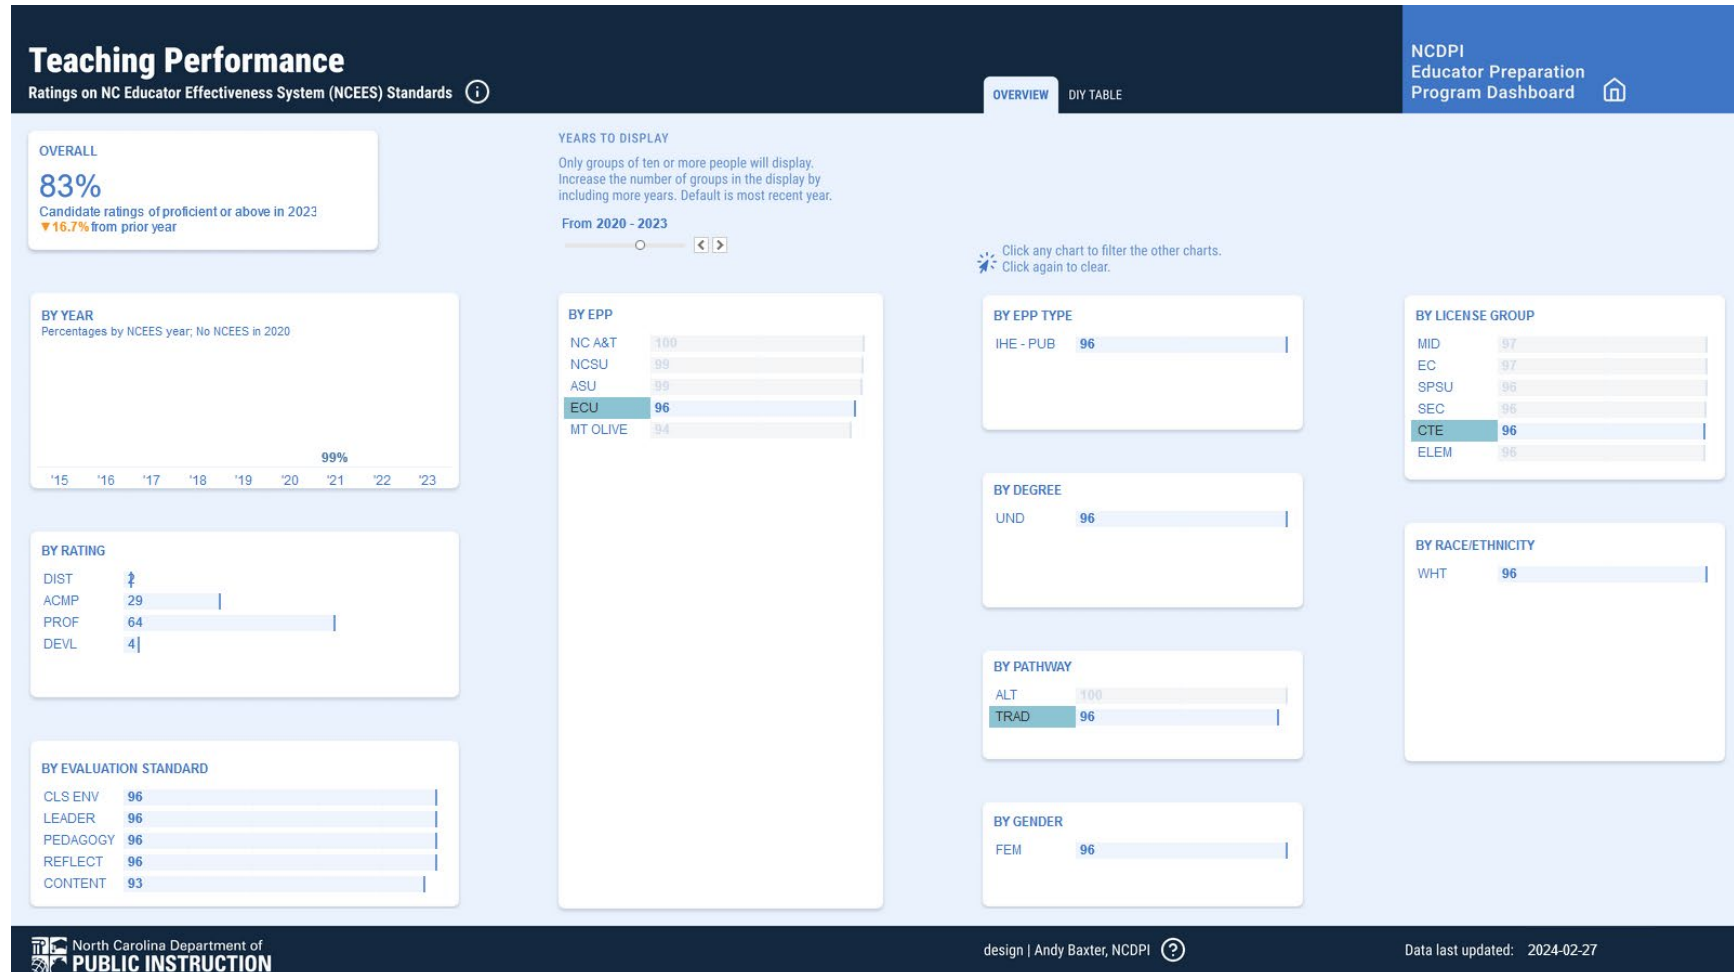 Teaching Performance
Ratings on NC Educator Effectiveness System (NCEES) Standards
OVERVIEW
DIY TABLE
NCDPI
Educator Preparation
Program Dashboard
OVERALL
83%
Candidate ratings of proficient or above in 2023
▼16.7% from prior year
YEARS TO DISPLAY
Only groups of ten or more people will display.
Increase the number of groups in the display by
including more years. Default is most recent year.
From 2020 - 2023
Click any chart to filter the other charts.
Click again to clear.
BY YEAR
Percentages by NCEES year; No NCEES in 2020
99%
'15 '16 '17 '18 '19 '20 '21 '22 '23
BY RATING
DIST 2
ACMP 29
PROF 64
DEVL 4
BY EVALUATION STANDARD
CLS ENV 96
LEADER 96
PEDAGOGY 96
REFLECT 96
CONTENT 93
BY EPP
NC A&T 100
NCSU 99
ASU 99
ECU 96
MT OLIVE 94
BY EPP TYPE
IHE - PUB 96
BY DEGREE
UND 96
BY PATHWAY
ALT 100
TRAD 96
BY GENDER
FEM 96
BY LICENSE GROUP
MID 97
EC 97
SPSU 96
SEC 96
CTE 96
ELEM 96
BY RACE/ETHNICITY
WHT 96
North Carolina Department of
PUBLIC INSTRUCTION
design | Andy Baxter, NCDPI
Data last updated: 2024-02-27